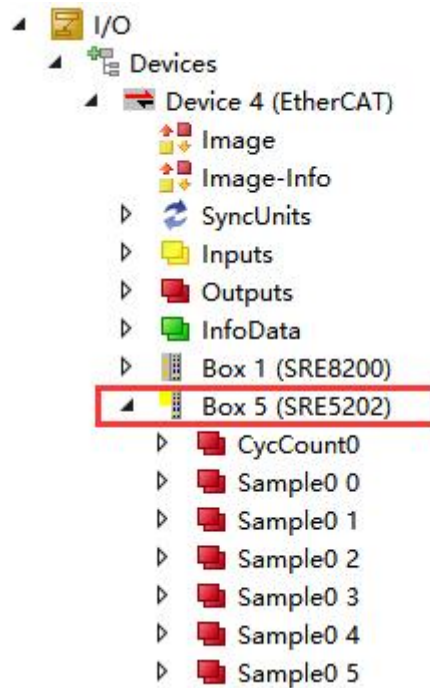 I/O
Devices
Device 4 (EtherCAT)
Image
Image-Info
SyncUnits
Inputs
Outputs
InfoData
Box 1 (SRE8200)
Box 5 (SRE5202)
CycCount0
Sample0 0
Sample0 1
Sample0 2
Sample0 3
Sample0 4
Sample0 5